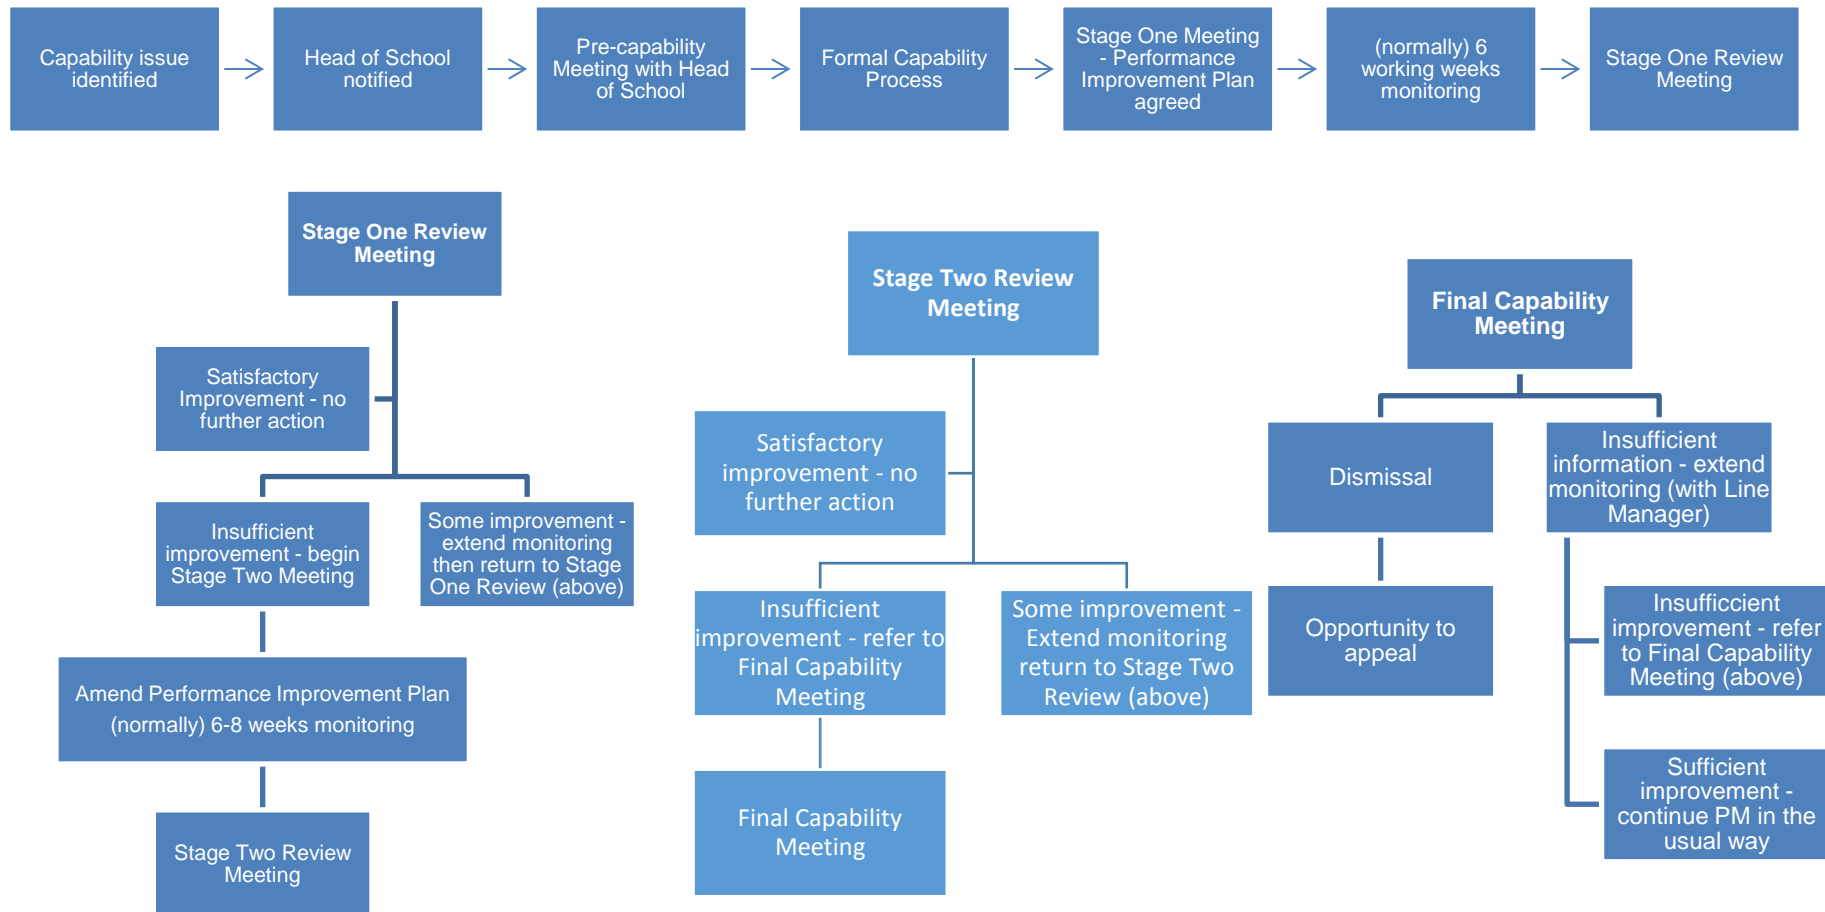 Capability issue
identified
Head of School
notified
Pre-capability
Meeting with Head
of School
Formal Capability
Process
Stage One Meeting
- Performance
Improvement Plan
agreed
(normally) 6
working weeks
monitoring
Stage One Review
Meeting
Stage One Review
Meeting
Satisfactory
Improvement - no
further action
Insufficient
improvement - begin
Stage Two Meeting
Some improvement -
extend monitoring
then return to Stage
One Review (above)
Amend Performance Improvement Plan
(normally) 6-8 weeks monitoring
Stage Two Review
Meeting
Stage Two Review
Meeting
Satisfactory
improvement - no
further action
Insufficient
improvement - refer to
Final Capability
Meeting
Some improvement -
Extend monitoring
return to Stage Two
Review (above)
Final Capability
Meeting
Final Capability
Meeting
Dismissal
Insufficient
information - extend
monitoring (with Line
Manager)
Opportunity to
appeal
Insufficcient
improvement - refer
to Final Capability
Meeting (above)
Sufficient
improvement -
continue PM in the
usual way